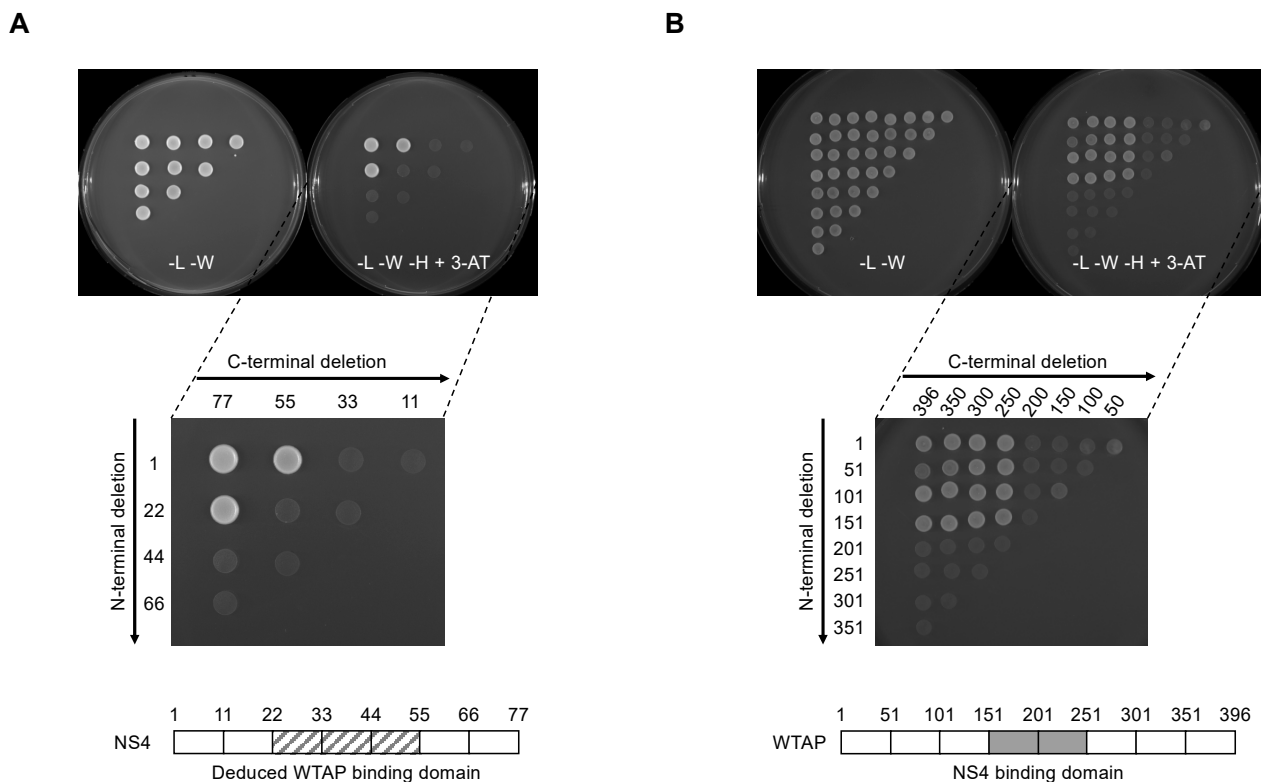 A
-L -W
-L -W -H + 3-AT
C-terminal deletion
77 55 33 11
N-terminal deletion
1
22
44
66
1 11 22 33 44 55 66 77
NS4
Deduced WTAP binding domain
B
-L -W
-L -W -H + 3-AT
C-terminal deletion
396 350 300 250 200 150 100 50
N-terminal deletion
1
51
101
151
201
251
301
351
1 51 101 151 201 251 301 351 396
WTAP
NS4 binding domain